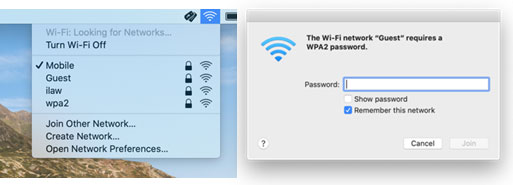 Wi-Fi: Looking for Networks...
Turn Wi-Fi Off
✓ Mobile
Guest
ilaw
wpa2
Join Other Network...
Create Network...
Open Network Preferences...
The Wi-Fi network “Guest” requires a
WPA2 password.
Password:
Show password
Remember this network
?
Cancel
Join